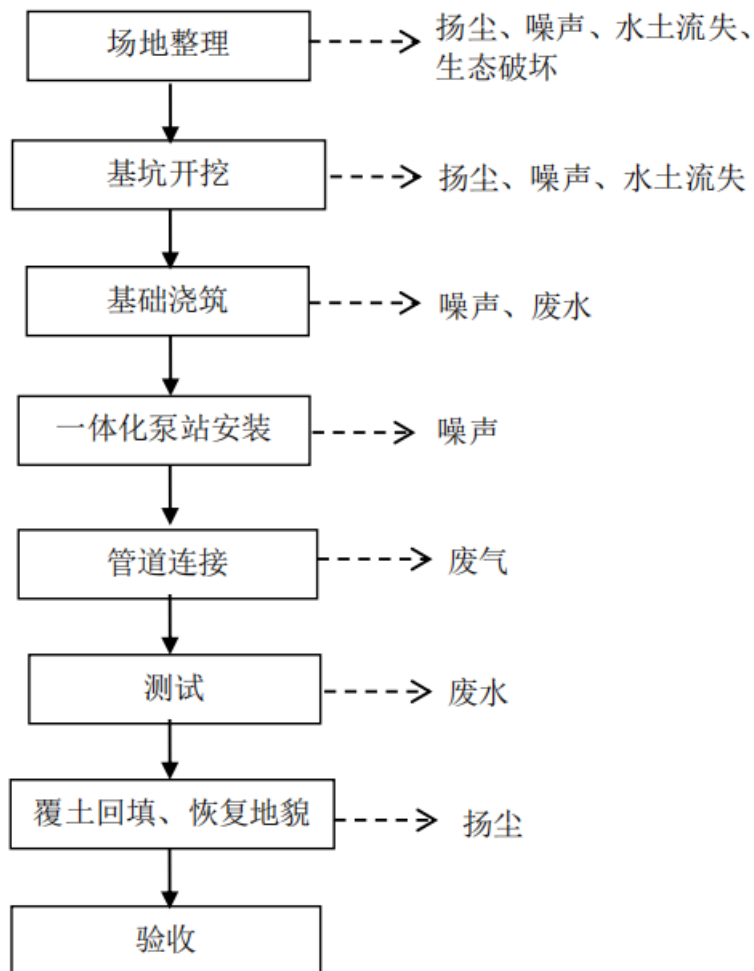 场地整理
扬尘、噪声、水土流失、
生态破坏
基坑开挖
扬尘、噪声、水土流失
基础浇筑
噪声、废水
一体化泵站安装
噪声
管道连接
废气
测试
废水
覆土回填、恢复地貌
扬尘
验收